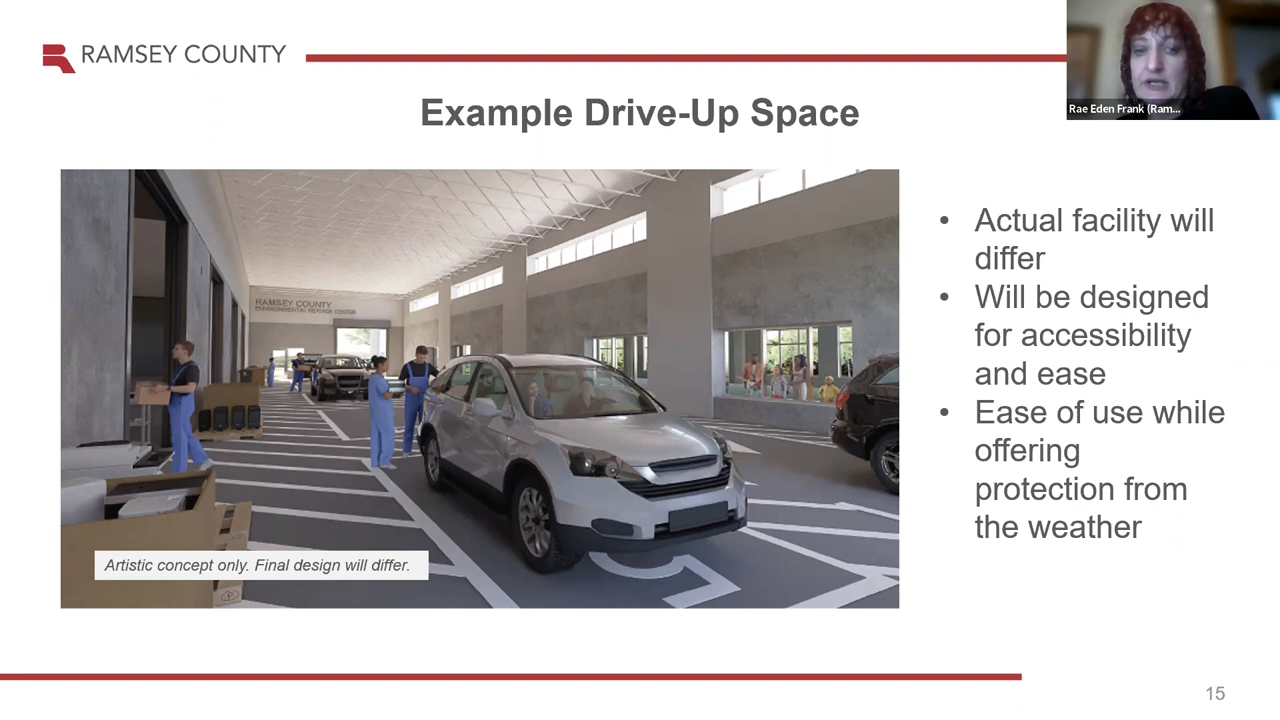 RAMSEY COUNTY
Rae Eden Frank (Ram...
Example Drive-Up Space
RAMSEY COUNTY
ENVIRONMENTAL SERVICE CENTER
Artistic concept only. Final design will differ.
• Actual facility will
differ
• Will be designed
for accessibility
and ease
• Ease of use while
offering
protection from
the weather
15